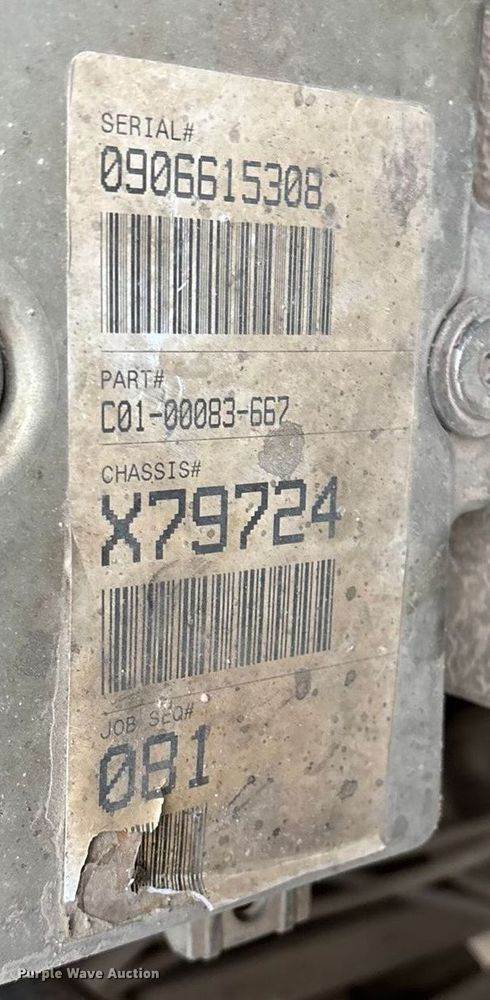 SERIAL#
0906615308
PART#
C01-00083-667
CHASSIS#
X79724
JOB SEQ#
081
Purple Wave Auction